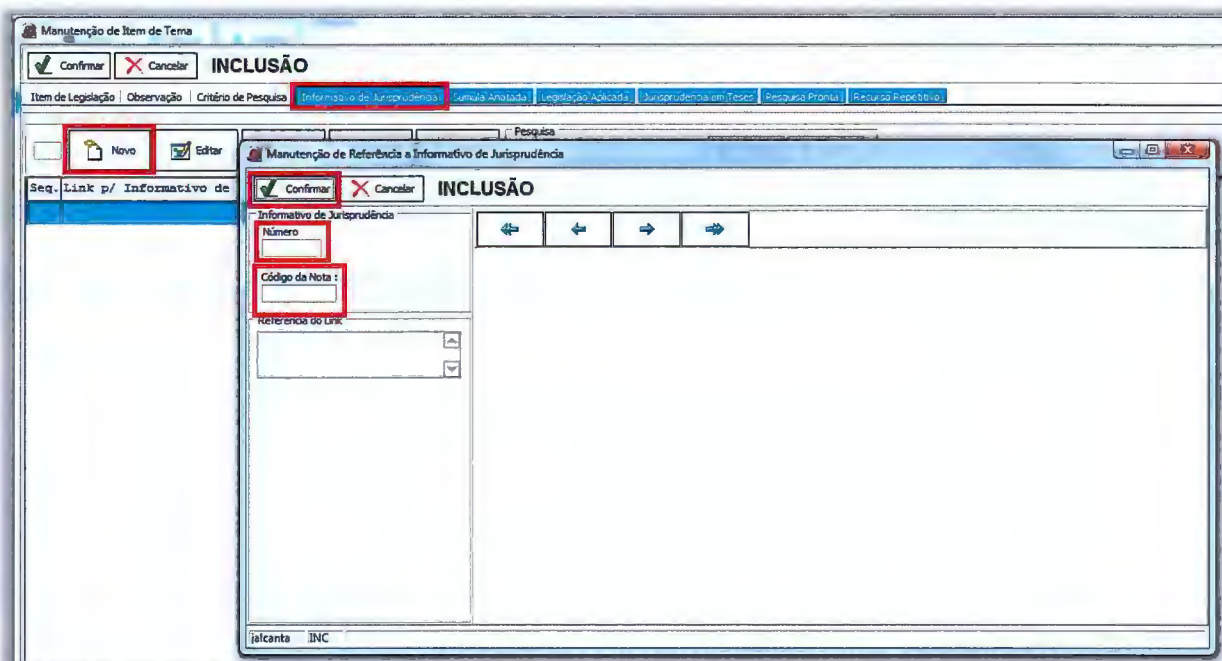 Manutenção de Item de Tema
Confirmar Cancelar INCLUSÃO
Item de Legislação Observação Critério de Pesquisa Informativo de Jurisprudência Súmula Anotada Legislação Aplicada Jurisprudência em Teses Pesquisa Pronta Recurso Repetitivo
Novo Editar Pesquisa
Seq. Link p/ Informativo de
Manutenção de Referência a Informativo de Jurisprudência
Confirmar Cancelar INCLUSÃO
Informativo de Jurisprudência
Número
Código da Nota :
Referência do Link
jalcanta INC